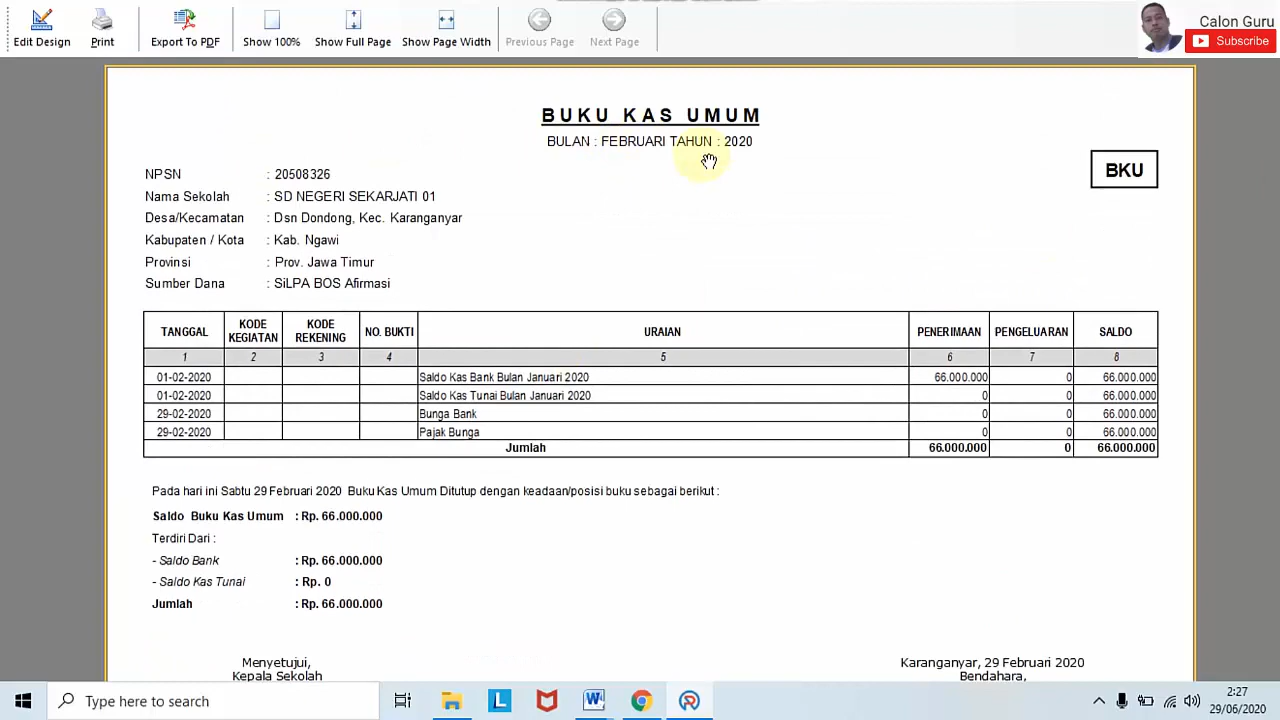 Edit Design Print Export To PDF Show 100% Show Full Page Show Page Width Previous Page Next Page
Calon Guru
Subscribe
BUKU KAS UMUM
BULAN : FEBRUARI TAHUN : 2020
BKU
NPSN : 20508326
Nama Sekolah : SD NEGERI SEKARJATI 01
Desa/Kecamatan : Dsn Dondong, Kec. Karanganyar
Kabupaten / Kota : Kab. Ngawi
Provinsi : Prov. Jawa Timur
Sumber Dana : SiLPA BOS Afirmasi
TANGGAL KODE KEGIATAN KODE REKENING NO. BUKTI URAIAN PENERIMAAN PENGELUARAN SALDO
1 2 3 4 5 6 7 8
01-02-2020 Saldo Kas Bank Bulan Januari 2020 66.000.000 0 66.000.000
01-02-2020 Saldo Kas Tunai Bulan Januari 2020 0 0 66.000.000
29-02-2020 Bunga Bank 0 0 66.000.000
29-02-2020 Pajak Bunga 0 0 66.000.000
Jumlah 66.000.000 0 66.000.000
Pada hari ini Sabtu 29 Februari 2020 Buku Kas Umum Ditutup dengan keadaan/posisi buku sebagai berikut :
Saldo Buku Kas Umum : Rp. 66.000.000
Terdiri Dari :
- Saldo Bank : Rp. 66.000.000
- Saldo Kas Tunai : Rp. 0
Jumlah : Rp. 66.000.000
Menyetujui, Karanganyar, 29 Februari 2020
Kepala Sekolah Bendahara,
Type here to search
2:27
29/06/2020